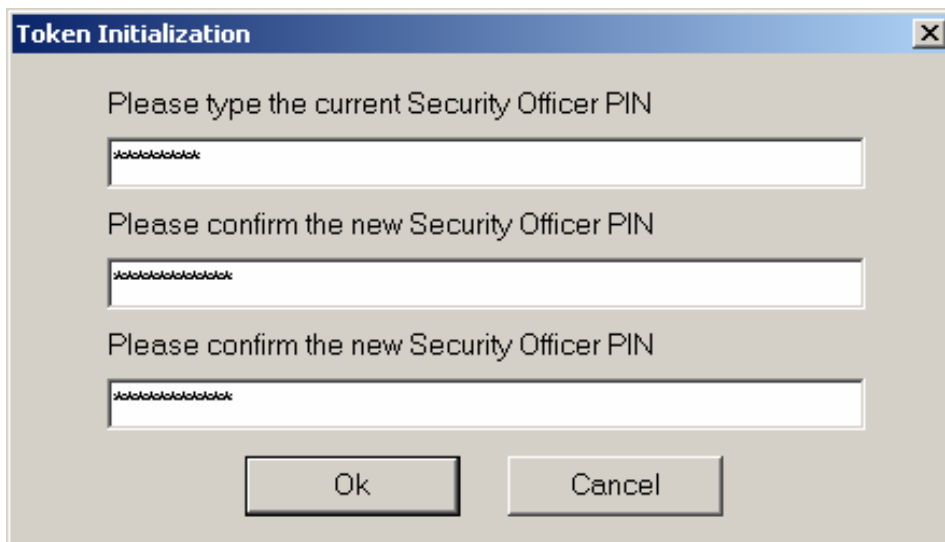 Token Initialization
Please type the current Security Officer PIN
*********
Please confirm the new Security Officer PIN
************
Please confirm the new Security Officer PIN
************
Ok Cancel